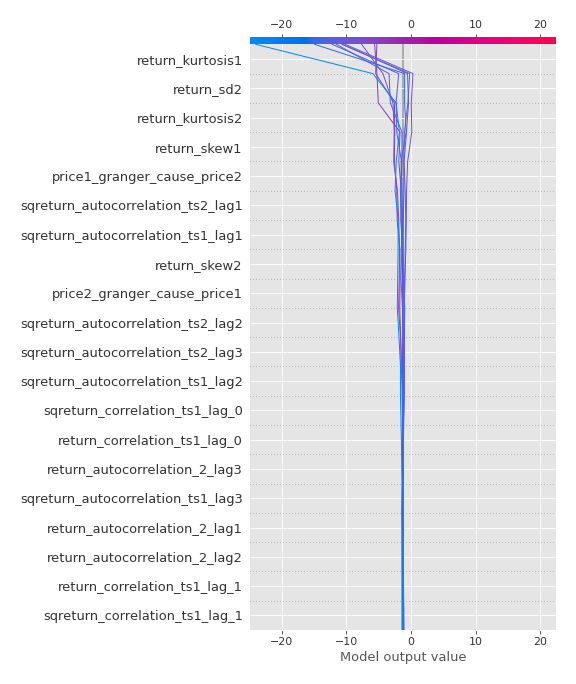 −20 −10 0 10 20
return_kurtosis1
return_sd2
return_kurtosis2
return_skew1
price1_granger_cause_price2
sqreturn_autocorrelation_ts2_lag1
sqreturn_autocorrelation_ts1_lag1
return_skew2
price2_granger_cause_price1
sqreturn_autocorrelation_ts2_lag2
sqreturn_autocorrelation_ts2_lag3
sqreturn_autocorrelation_ts1_lag2
sqreturn_correlation_ts1_lag_0
return_correlation_ts1_lag_0
return_autocorrelation_2_lag3
sqreturn_autocorrelation_ts1_lag3
return_autocorrelation_2_lag1
return_autocorrelation_2_lag2
return_correlation_ts1_lag_1
sqreturn_correlation_ts1_lag_1
−20 −10 0 10 20
Model output value